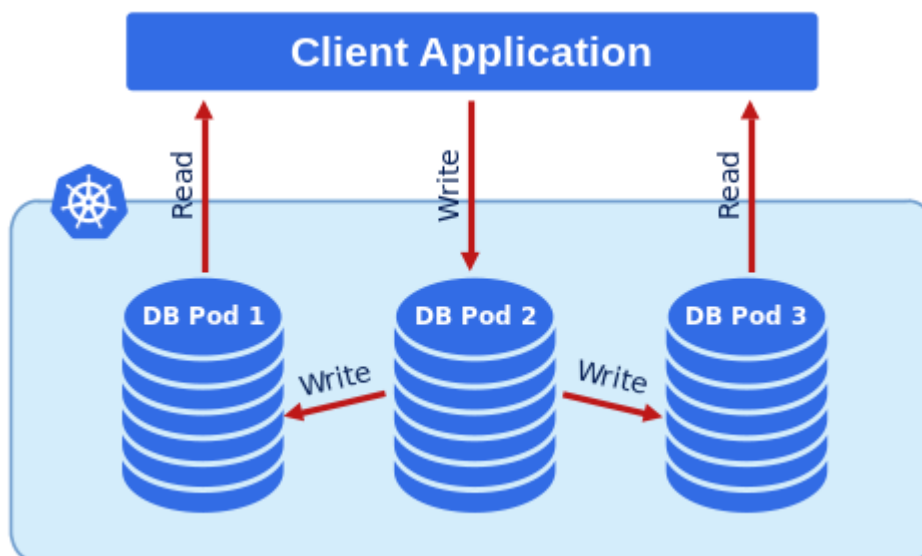 Client Application
Read
Write
Read
DB Pod 1
DB Pod 2
DB Pod 3
Write
Write